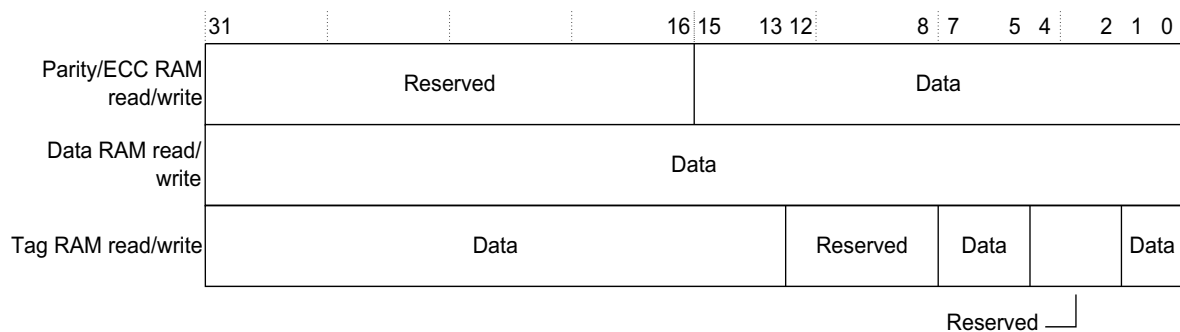 31 16 15 13 12 8 7 5 4 2 1 0
Parity/ECC RAM
read/write
Reserved
Data
Data RAM read/
write
Data
Tag RAM read/write
Data
Reserved
Data
Data
Reserved